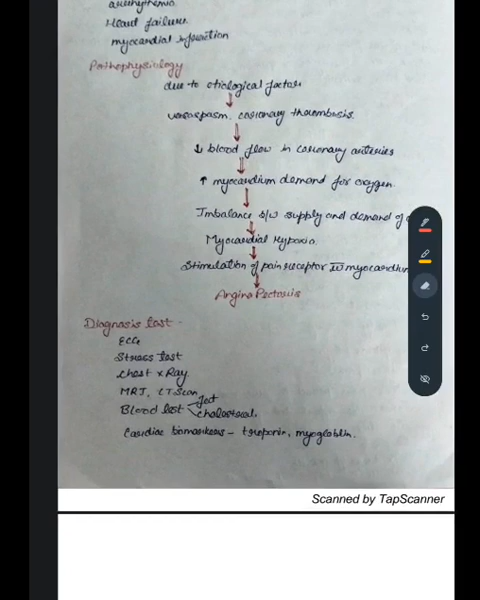 arrhythmia
Heart failure
myocardial infarction
Pathophysiology
due to etiological factors
vasospasm, coronary thrombosis
↓ blood flow in coronary arteries
↑ myocardium demand for oxygen
Imbalance b/w supply and demand of
Myocardial Hypoxia
Stimulation of pain receptor in myocardium
Angina Pectosis
Diagnosis test -
ECG
Stress test
Chest x Ray
MRI, CT Scan
Blood test
fat
cholesterol
Cardiac biomarkers - troponin, myoglobin.
Scanned by TapScanner